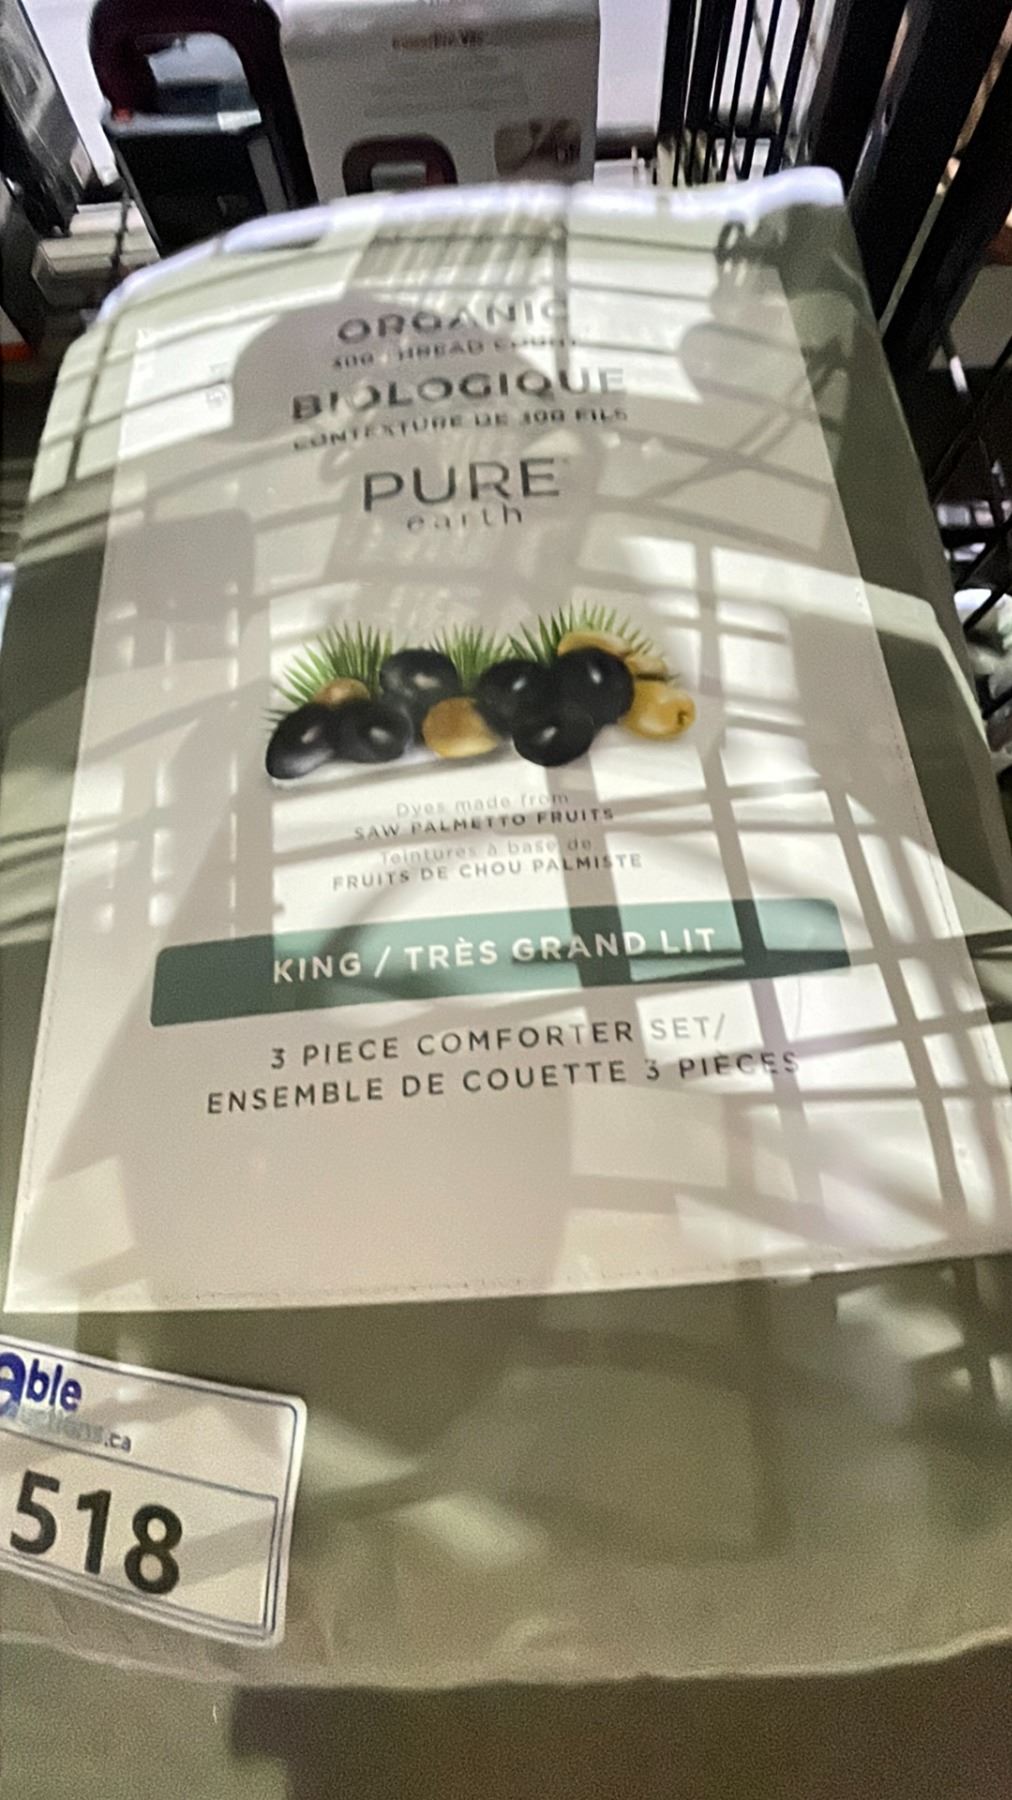 ORGANIC
300 THREAD COUNT
BIOLOGIQUE
CONTEXTURE DE 300 FILS
PURE
earth
Dyes made from
SAW PALMETTO FRUITS
Teintures à base de
FRUITS DE CHOU PALMISTE
KING / TRÈS GRAND LIT
3 PIECE COMFORTER SET/
ENSEMBLE DE COUETTE 3 PIÈCES
able
auctions.ca
518